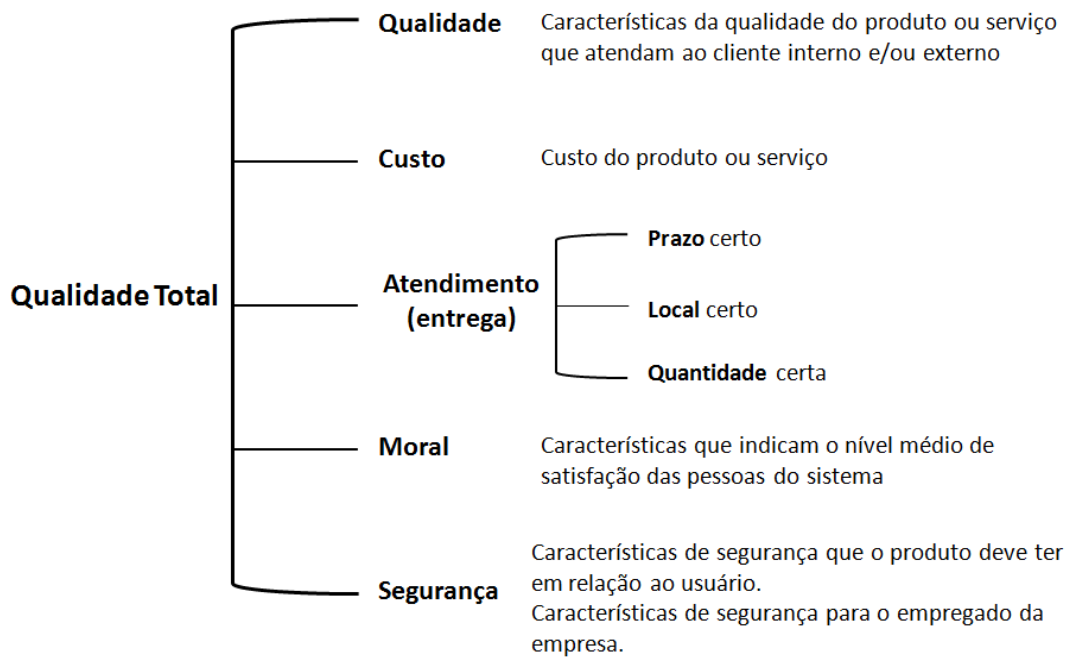 Qualidade Total
Qualidade
Características da qualidade do produto ou serviço
que atendam ao cliente interno e/ou externo
Custo
Custo do produto ou serviço
Atendimento
(entrega)
Prazo certo
Local certo
Quantidade certa
Moral
Características que indicam o nível médio de
satisfação das pessoas do sistema
Segurança
Características de segurança que o produto deve ter
em relação ao usuário.
Características de segurança para o empregado da
empresa.